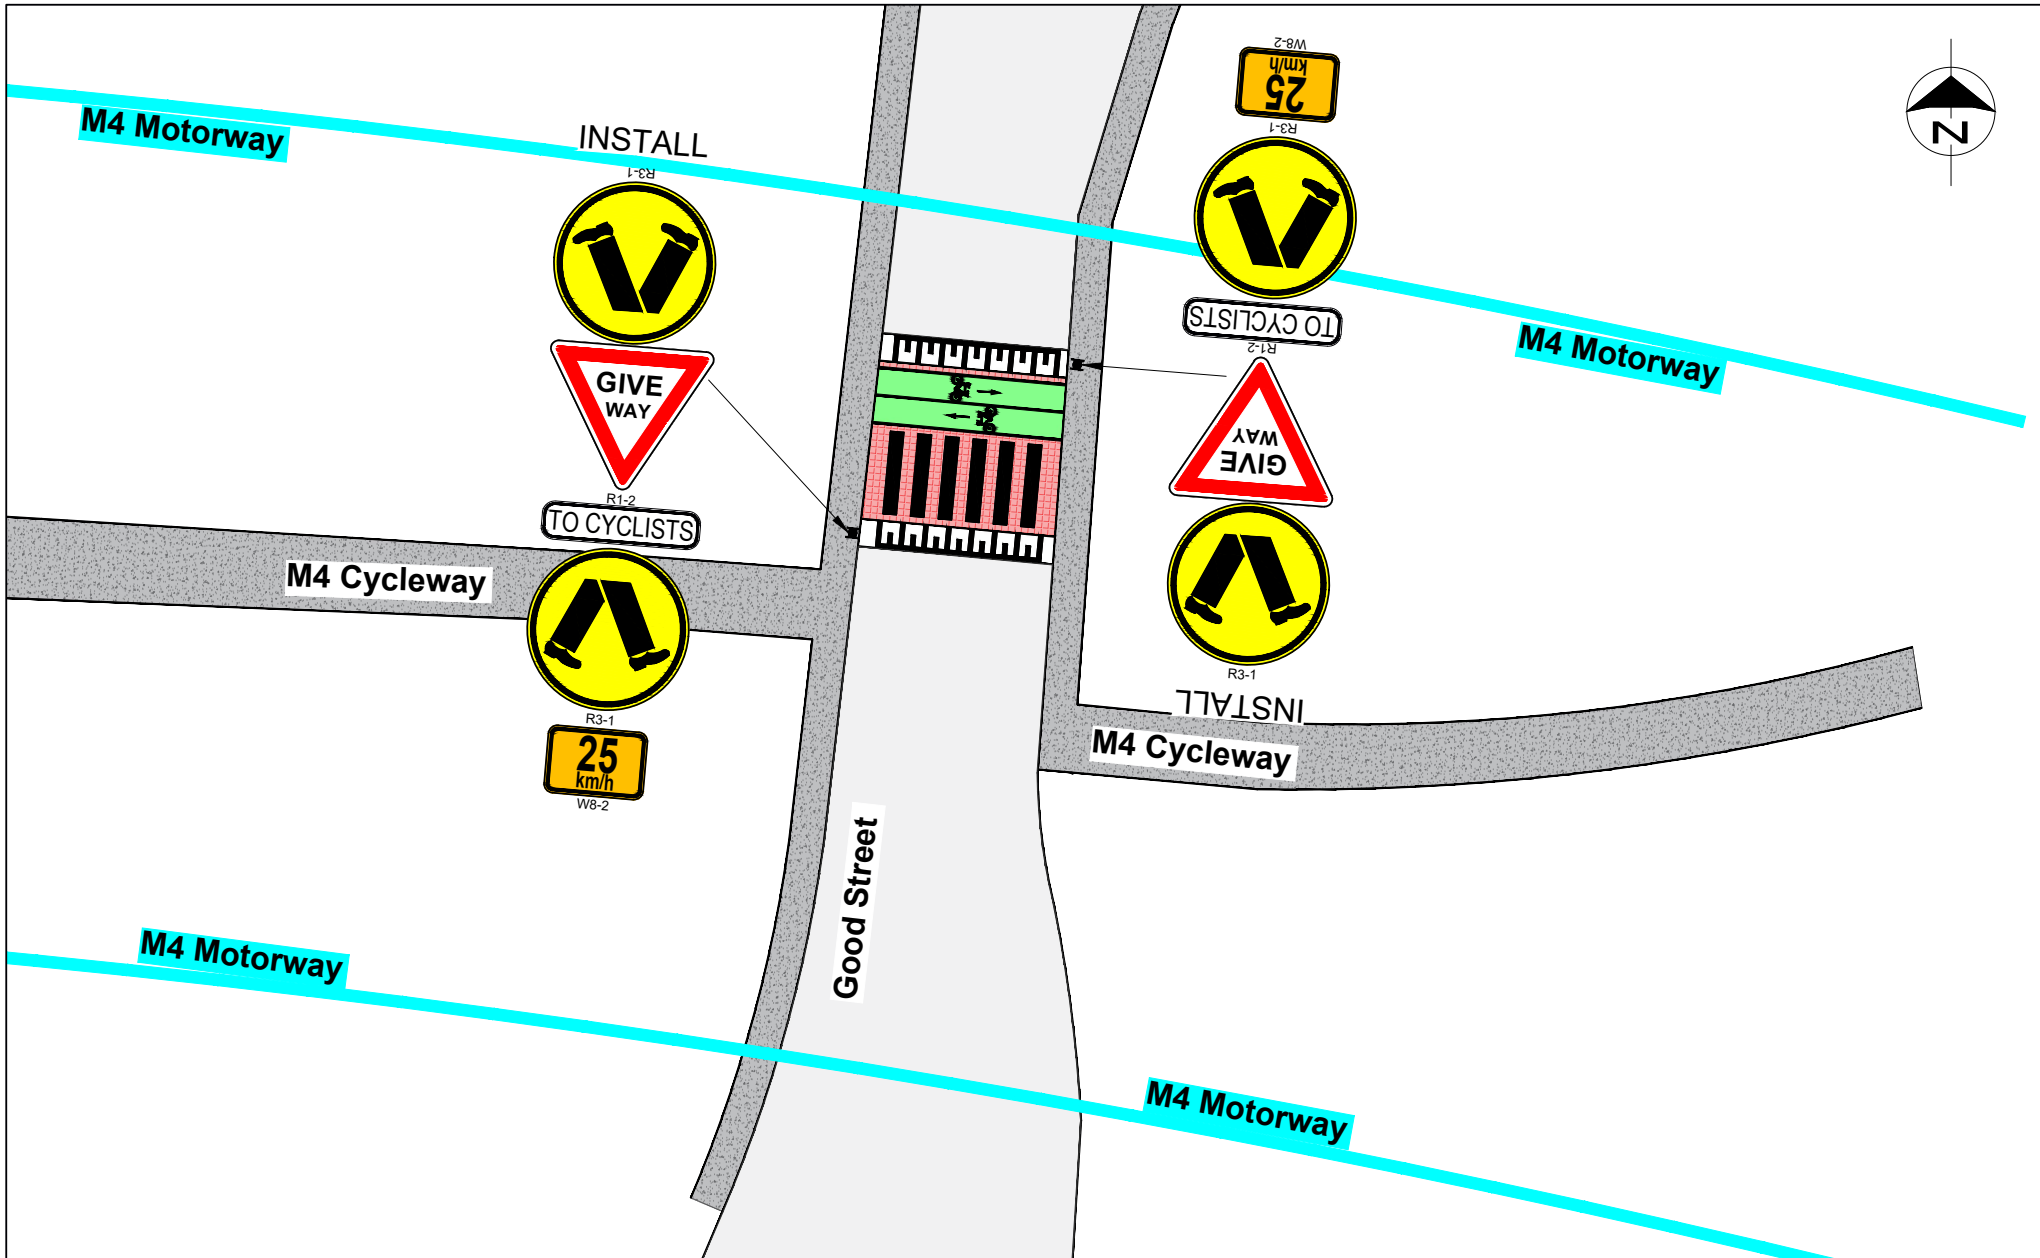 M4 Motorway
INSTALL
R3-1
GIVE
WAY
R1-2
TO CYCLISTS
R3-1
25
km/h
W8-2
M4 Cycleway
W8-2
25
km/h
R3-1
TO CYCLISTS
R1-2
GIVE
WAY
R3-1
INSTALL
M4 Cycleway
M4 Motorway
N
Good Street
M4 Motorway
M4 Motorway